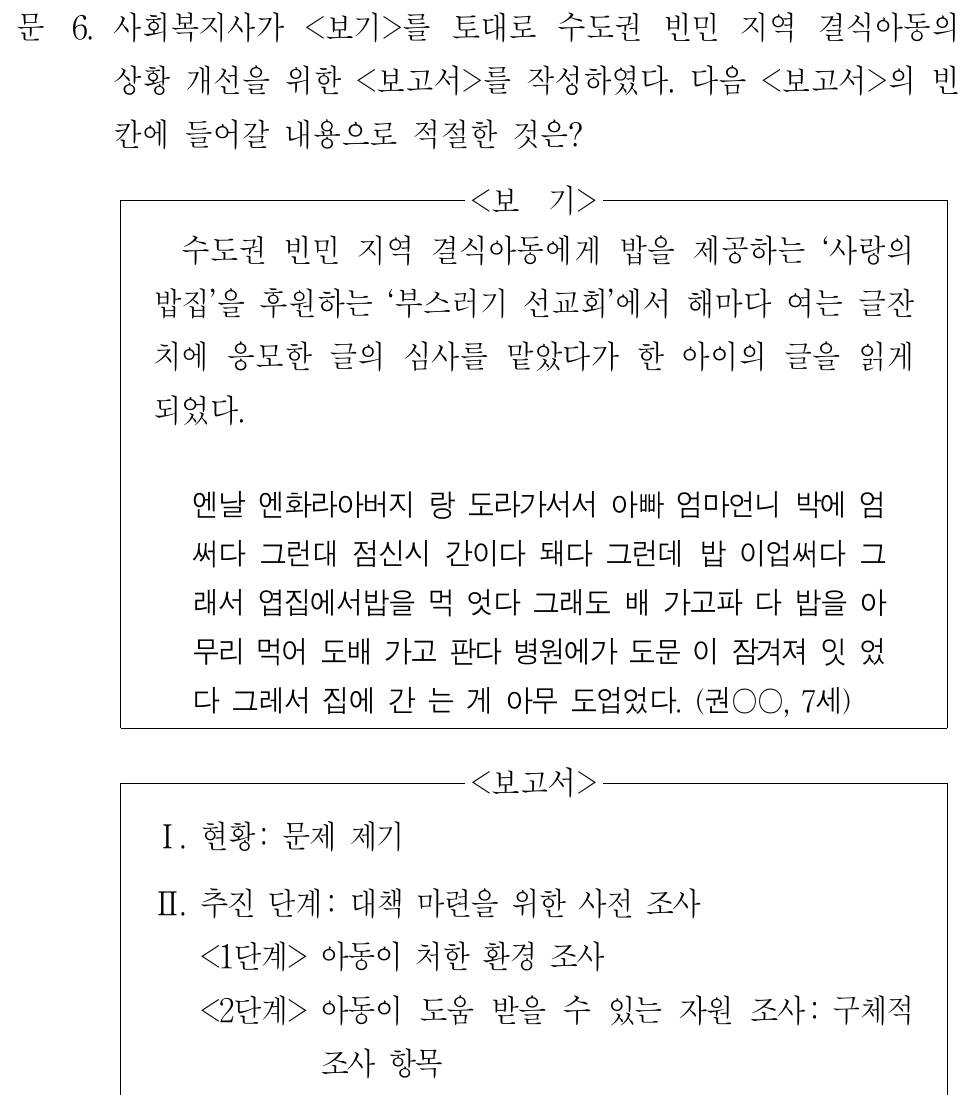 문 6. 사회복지사가 <보기>를 토대로 수도권 빈민 지역 결식아동의
상황 개선을 위한 <보고서>를 작성하였다. 다음 <보고서>의 빈
칸에 들어갈 내용으로 적절한 것은?
<보 기>
수도권 빈민 지역 결식아동에게 밥을 제공하는 ‘사랑의
밥집’을 후원하는 ‘부스러기 선교회’에서 해마다 여는 글잔
치에 응모한 글의 심사를 맡았다가 한 아이의 글을 읽게
되었다.
엔날 엔화라아버지 랑 도라가서서 아빠 엄마언니 박에 엄
써다 그런대 점신시 간이다 돼다 그런데 밥 이업써다 그
래서 엽집에서밥을 먹 엇다 그래도 배 가고파 다 밥을 아
무리 먹어 도배 가고 판다 병원에가 도문 이 잠겨져 잇 었
다 그레서 집에 간 는 게 아무 도업었다. (권○○, 7세)
<보고서>
Ⅰ. 현황: 문제 제기
Ⅱ. 추진 단계: 대책 마련을 위한 사전 조사
<1단계> 아동이 처한 환경 조사
<2단계> 아동이 도움 받을 수 있는 자원 조사: 구체적
조사 항목